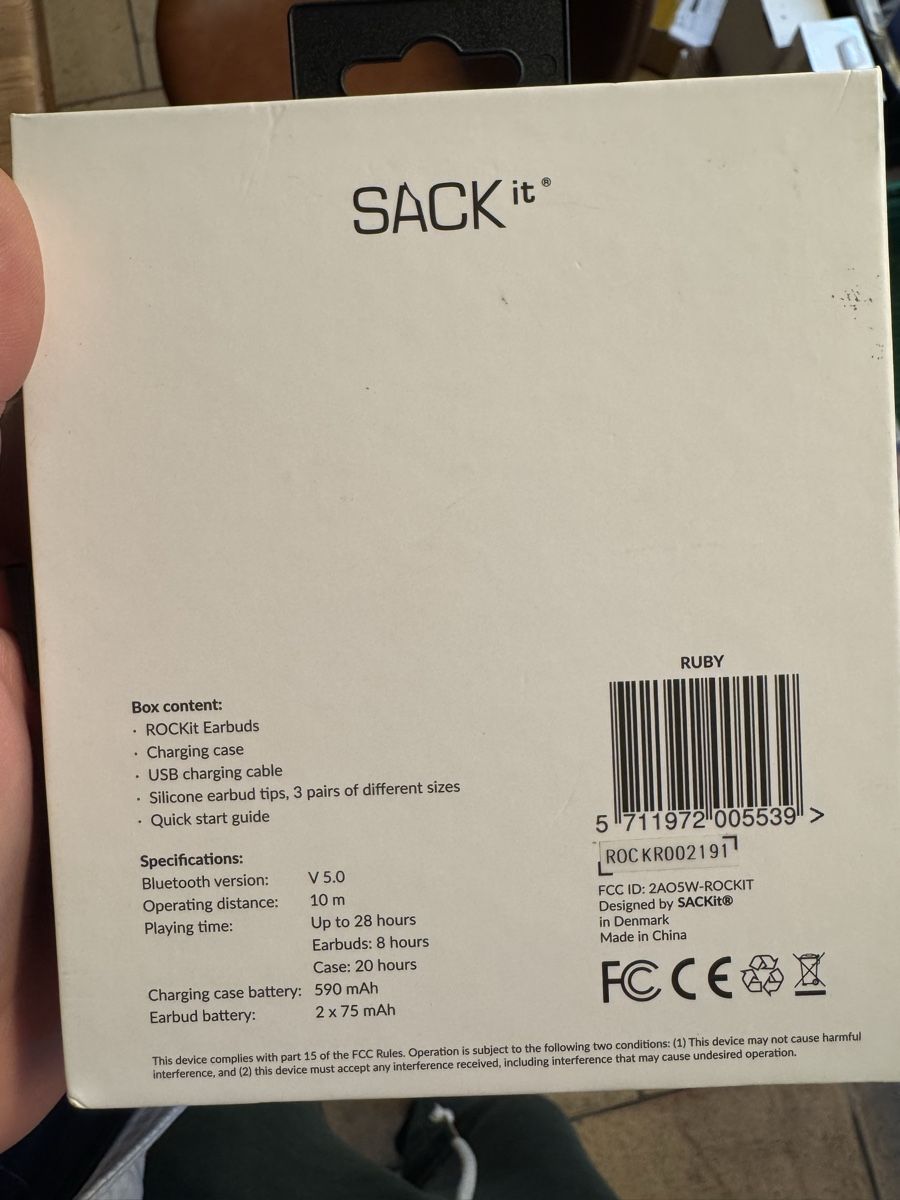 SACKit®
RUBY
Box content:
· ROCKit Earbuds
· Charging case
· USB charging cable
· Silicone earbud tips, 3 pairs of different sizes
· Quick start guide
Specifications:
Bluetooth version: V 5.0
Operating distance: 10 m
Playing time: Up to 28 hours
Earbuds: 8 hours
Case: 20 hours
Charging case battery: 590 mAh
Earbud battery: 2 x 75 mAh
5 711972 005539 >
ROCKR002191
FCC ID: 2AO5W-ROCKIT
Designed by SACKit®
in Denmark
Made in China
FC CE
This device complies with part 15 of the FCC Rules. Operation is subject to the following two conditions: (1) This device may not cause harmful
interference, and (2) this device must accept any interference received, including interference that may cause undesired operation.